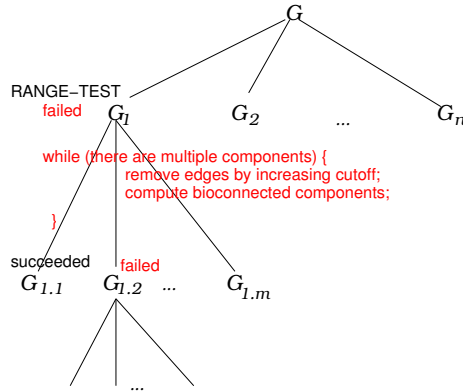 G
RANGE-TEST
failed
G1 G2 ... Gn
while (there are multiple components) {
remove edges by increasing cutoff;
compute bioconnected components;
}
succeeded failed
G1.1 G1.2 ... G1.m
...